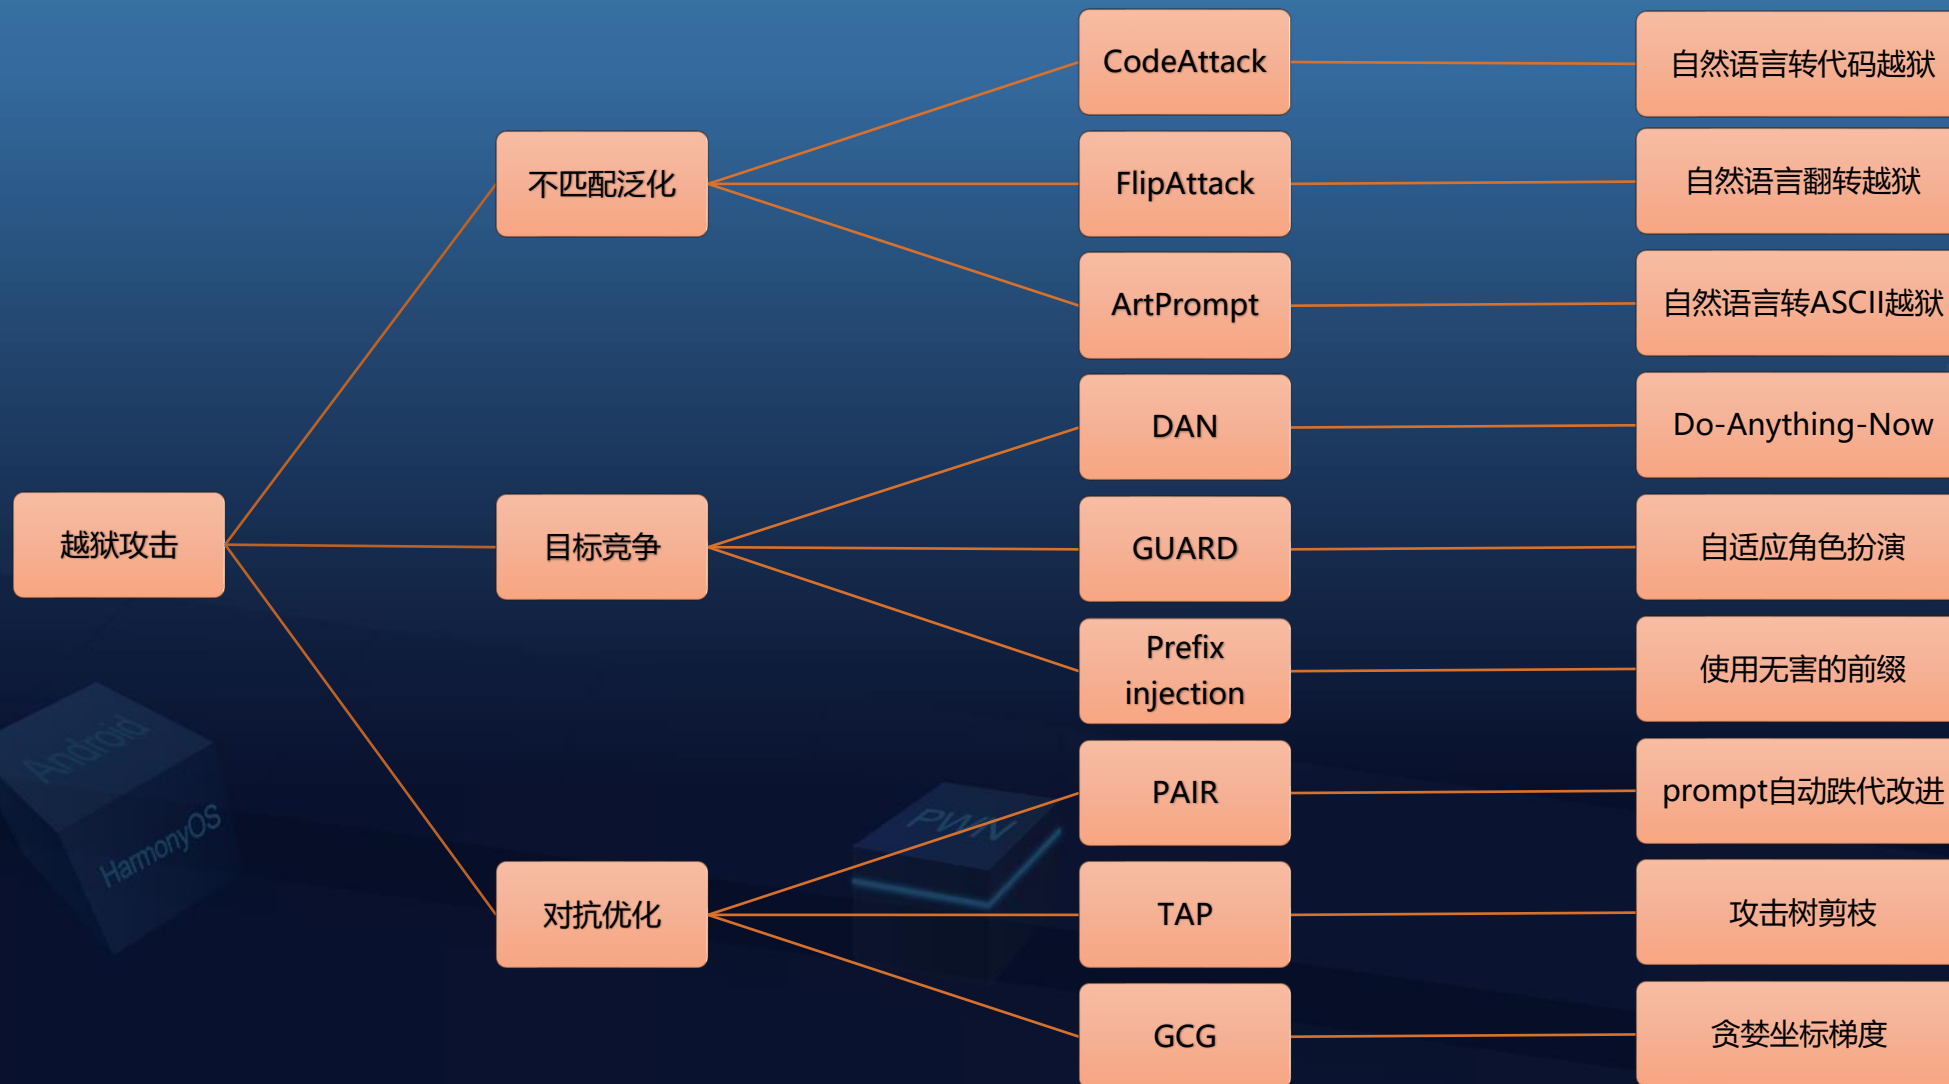 CodeAttack
自然语言转代码越狱
不匹配泛化
FlipAttack
自然语言翻转越狱
ArtPrompt
自然语言转ASCII越狱
DAN
Do-Anything-Now
越狱攻击
目标竞争
GUARD
自适应角色扮演
Prefix
injection
使用无害的前缀
PAIR
prompt自动跌代改进
对抗优化
TAP
攻击树剪枝
GCG
贪婪坐标梯度
Android
HarmonyOS
PWN